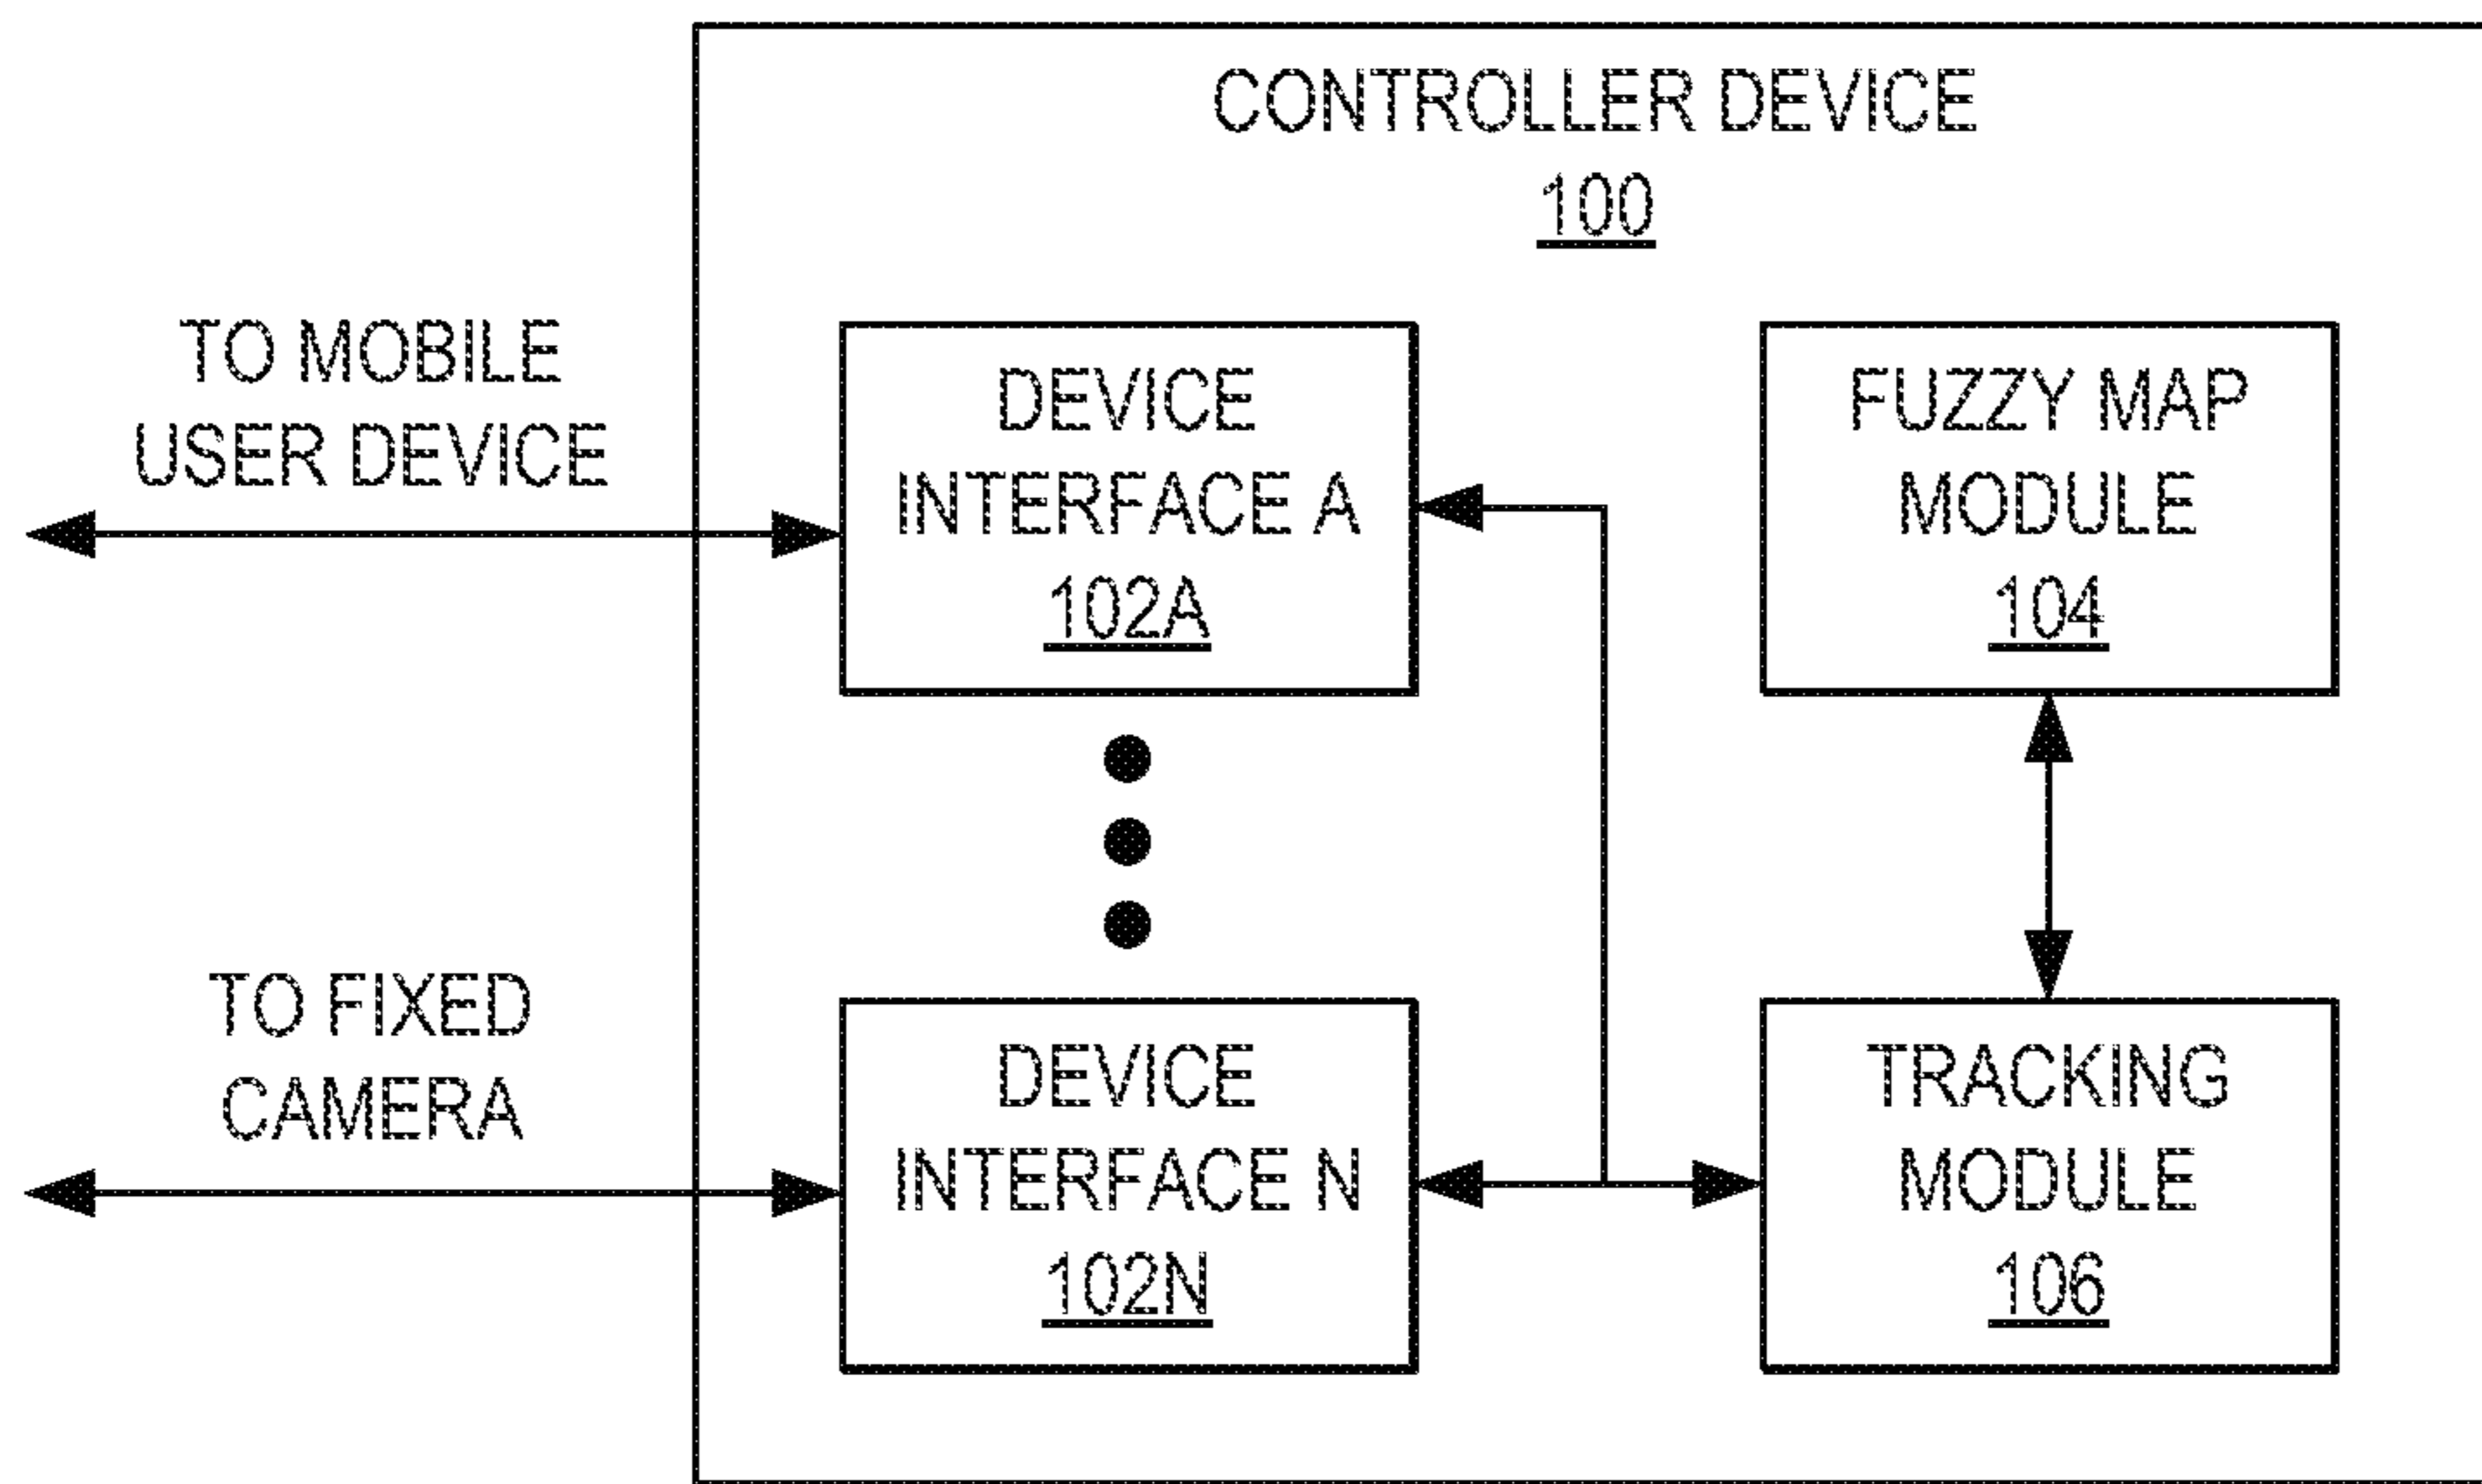 CONTROLLER DEVICE
100
TO MOBILE
USER DEVICE
DEVICE
INTERFACE A
102A
FUZZY MAP
MODULE
104
TO FIXED
CAMERA
DEVICE
INTERFACE N
102N
TRACKING
MODULE
106